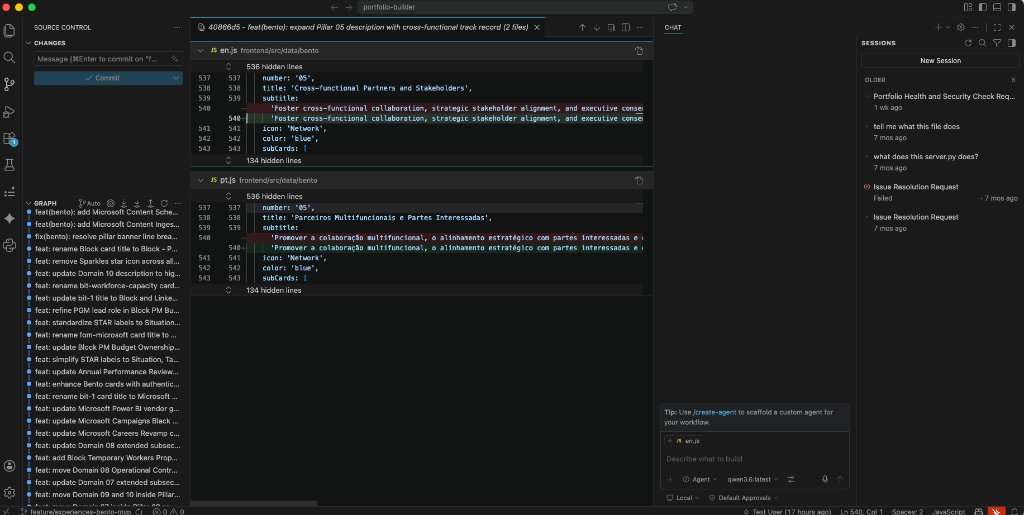 portfolio-builder
SOURCE CONTROL
CHANGES
Message (⌘Enter to commit on "f...
Commit
GRAPH
Auto
feat(bento): add Microsoft Content Sche...
feat(bento): add Microsoft Content Inges...
fix(bento): resolve pillar banner line brea...
feat: rename Block card title to Block - P...
feat: remove Sparkles star icon across all...
feat: update Domain 10 description to hig...
feat: rename bit-workforce-capacity card...
feat: update bit-1 title to Block and Linke...
feat: refine PGM lead role in Block PM Bu...
feat: standardize STAR labels to Situation...
feat: rename fom-microsoft card title to ...
feat: update Block PM Budget Ownership...
feat: simplify STAR labels to Situation, Ta...
feat: update Annual Performance Review...
feat: enhance Bento cards with authentic...
feat: rename bit-1 card title to Microsoft ...
feat: update Microsoft Power BI vendor g...
feat: update Microsoft Campaigns Black ...
feat: update Microsoft Careers Revamp c...
feat: update Domain 08 extended subsec...
feat: add Block Temporary Workers Prop...
feat: move Domain 08 Operational Contr...
feat: update Domain 07 extended subsec...
feat: move Domain 09 and 10 inside Pillar...
40866d5 - feat(bento): expand Pillar 05 description with cross-functional track record (2 files)
JS en.js frontend/src/data/bento
536 hidden lines
537 537 number: '05',
538 538 title: 'Cross-functional Partners and Stakeholders',
539 539 subtitle:
540 — 'Foster cross-functional collaboration, strategic stakeholder alignment, and executive conse
540+ 'Foster cross-functional collaboration, strategic stakeholder alignment, and executive conse
541 541 icon: 'Network',
542 542 color: 'blue',
543 543 subCards: [
134 hidden lines
JS pt.js frontend/src/data/bento
536 hidden lines
537 537 number: '05',
538 538 title: 'Parceiros Multifuncionais e Partes Interessadas',
539 539 subtitle:
540 — 'Promover a colaboração multifuncional, o alinhamento estratégico com partes interessadas e
540+ 'Promover a colaboração multifuncional, o alinhamento estratégico com partes interessadas e
541 541 icon: 'Network',
542 542 color: 'blue',
543 543 subCards: [
134 hidden lines
CHAT
SESSIONS
New Session
OLDER 5
Portfolio Health and Security Check Req...
1 wk ago
tell me what this file does
7 mos ago
what does this server.py does?
7 mos ago
Issue Resolution Request
Failed · 7 mos ago
Issue Resolution Request
7 mos ago
Tip: Use /create-agent to scaffold a custom agent for
your workflow.
+ JS en.js
Describe what to build
Agent qwen3.6:latest
Local Default Approvals
feature/experiences-bento-mvp 0 0 Test User (17 hours ago) Ln 540, Col 1 Spaces: 2 JavaScript